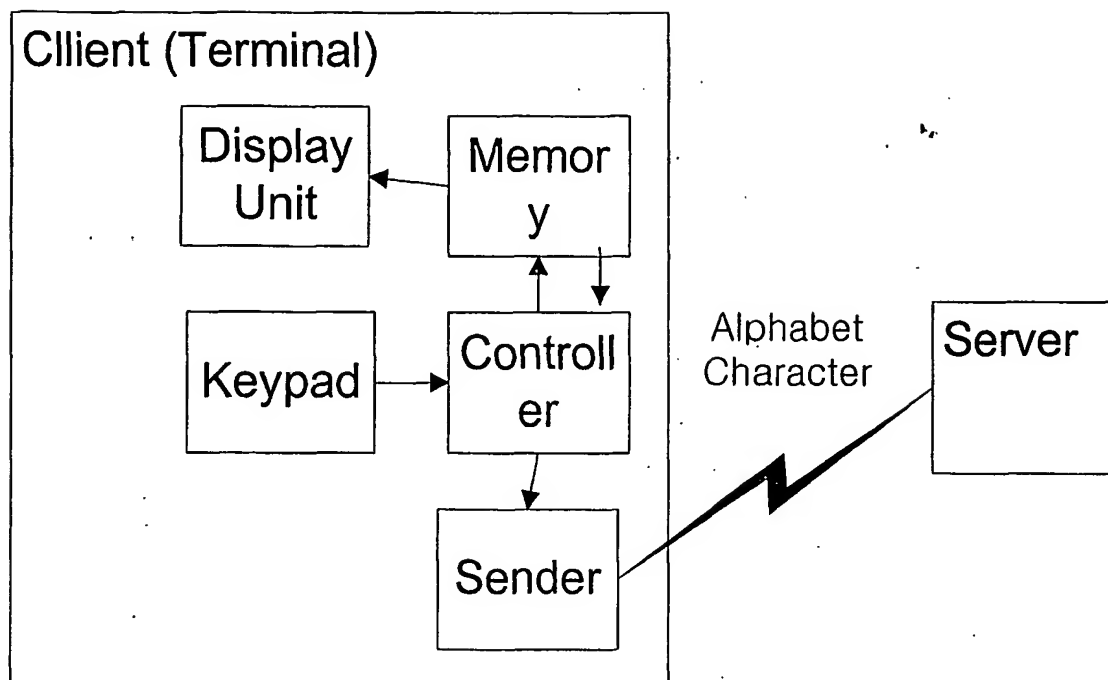 Cllient (Terminal)
Display
Unit
Memor
y
Keypad
Controll
er
Alphabet
Character
Server
Sender